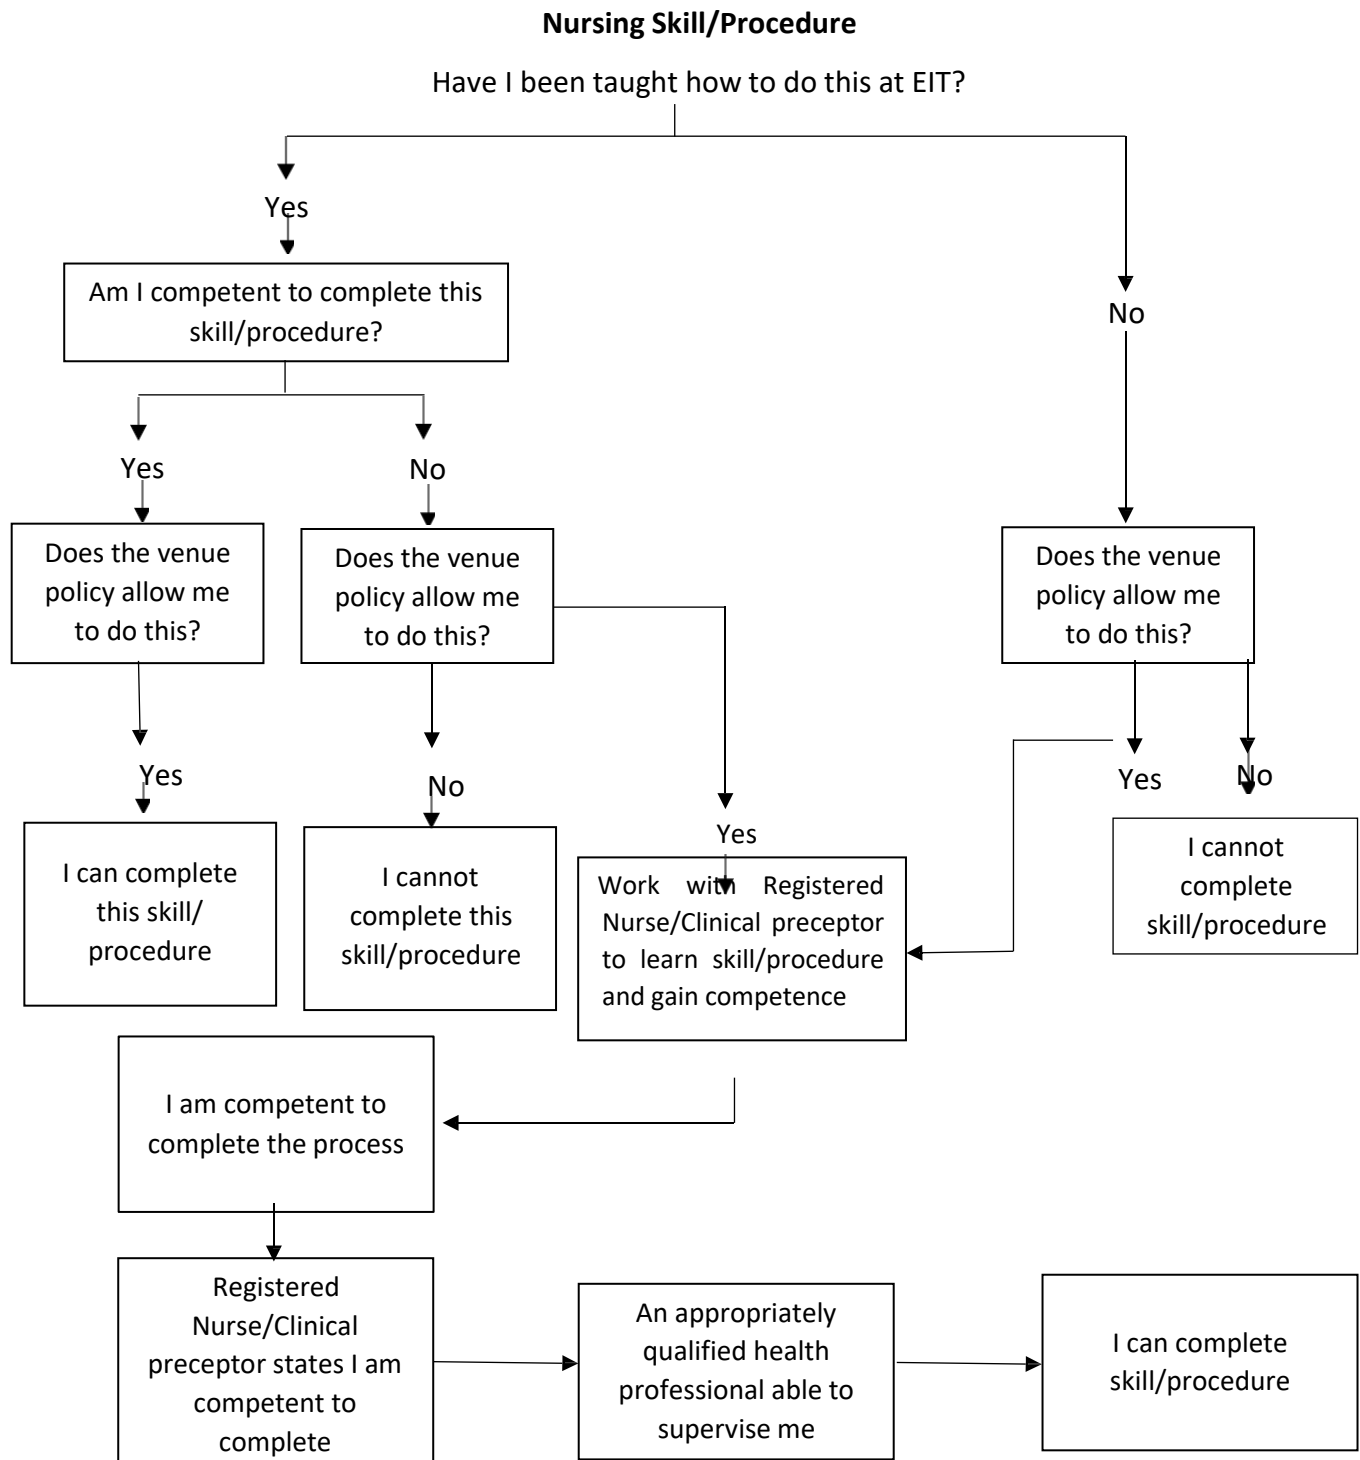 Nursing Skill/Procedure
Have I been taught how to do this at EIT?
Yes
No
Am I competent to complete this
skill/procedure?
Yes
No
Does the venue
policy allow me
to do this?
Does the venue
policy allow me
to do this?
Does the venue
policy allow me
to do this?
Yes
No
Yes
Yes
No
I can complete
this skill/
procedure
I cannot
complete this
skill/procedure
Work with Registered
Nurse/Clinical preceptor
to learn skill/procedure
and gain competence
I cannot
complete
skill/procedure
I am competent to
complete the process
Registered
Nurse/Clinical
preceptor states I am
competent to
complete
An appropriately
qualified health
professional able to
supervise me
I can complete
skill/procedure